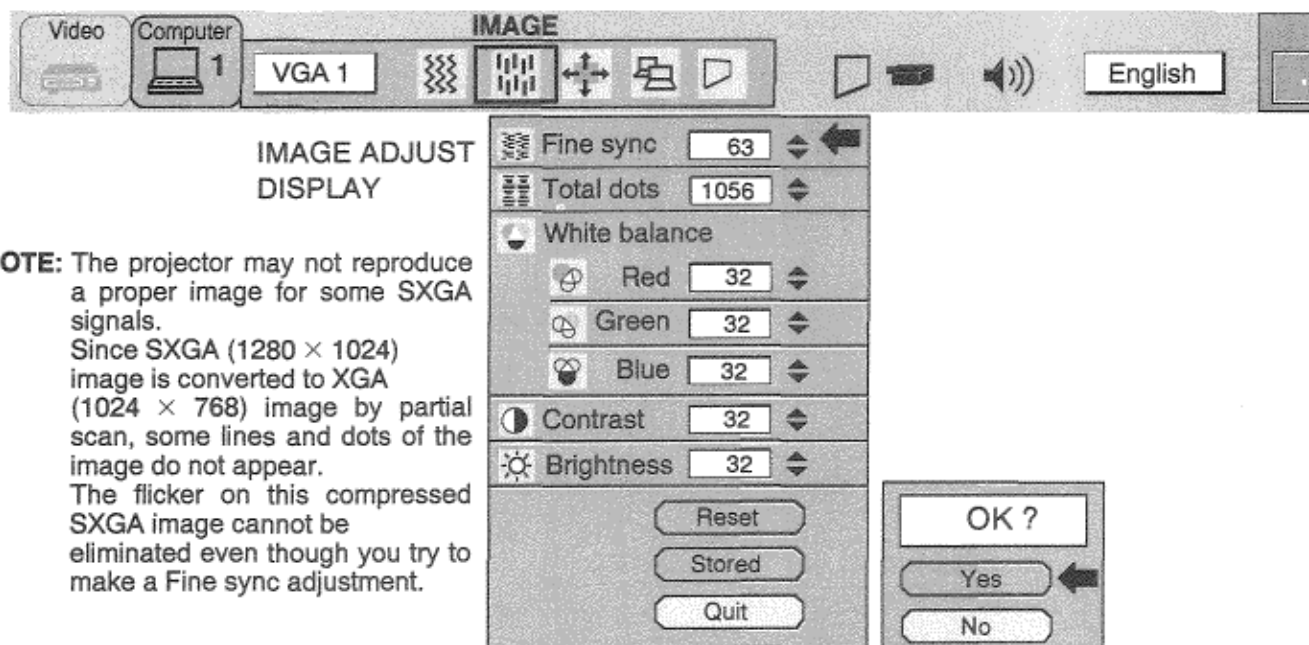 Video
Computer
1
VGA 1
IMAGE
English
IMAGE ADJUST
DISPLAY
OTE: The projector may not reproduce
a proper image for some SXGA
signals.
Since SXGA (1280 × 1024)
image is converted to XGA
(1024 × 768) image by partial
scan, some lines and dots of the
image do not appear.
The flicker on this compressed
SXGA image cannot be
eliminated even though you try to
make a Fine sync adjustment.
Fine sync 63
Total dots 1056
White balance
Red 32
Green 32
Blue 32
Contrast 32
Brightness 32
Reset
Stored
Quit
OK ?
Yes
No